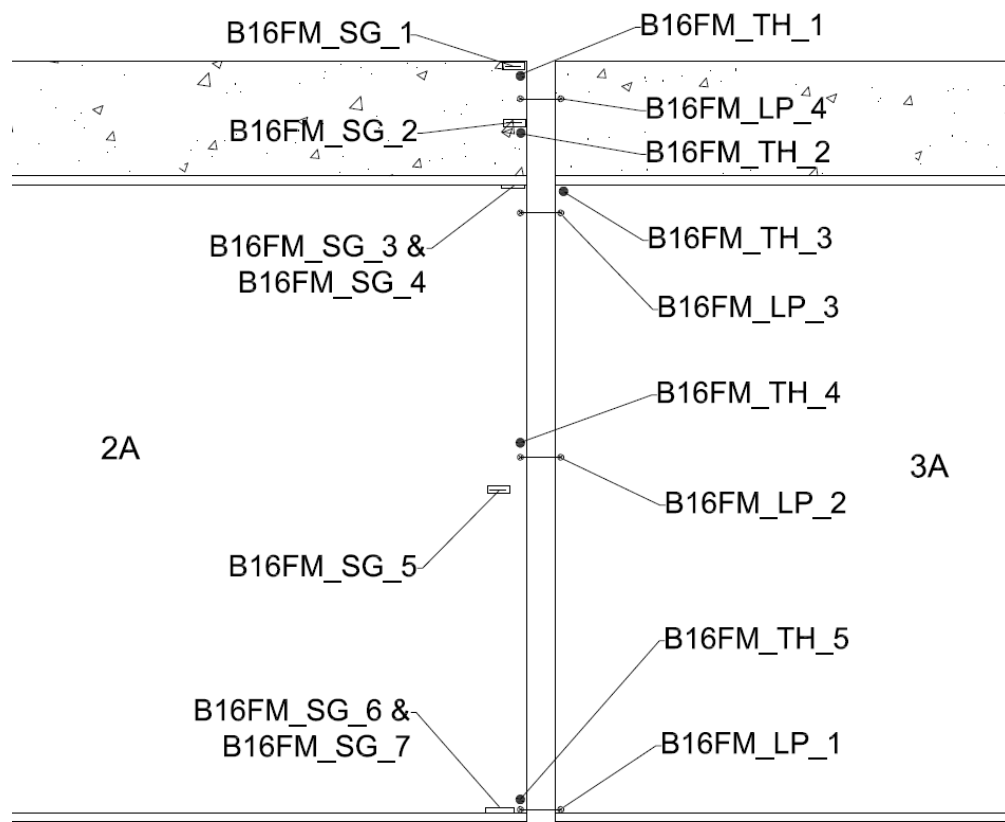 B16FM_SG_1
B16FM_TH_1
B16FM_LP_4
B16FM_SG_2
B16FM_TH_2
B16FM_SG_3 &
B16FM_SG_4
B16FM_TH_3
B16FM_LP_3
B16FM_TH_4
2A
3A
B16FM_LP_2
B16FM_SG_5
B16FM_TH_5
B16FM_SG_6 &
B16FM_SG_7
B16FM_LP_1